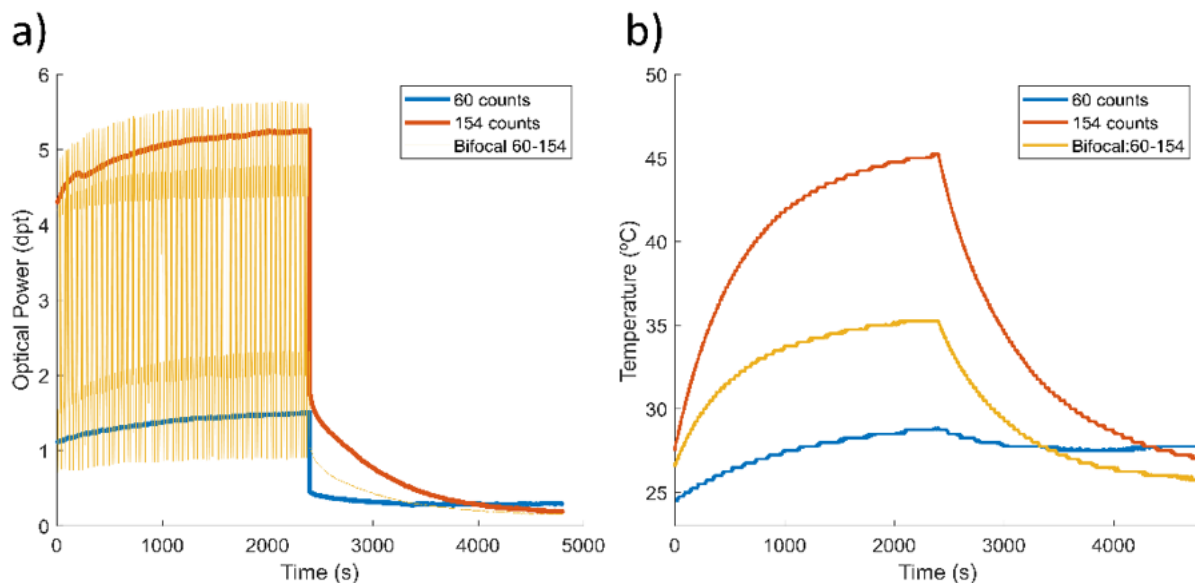 a)
6
5
4
3
2
1
0
Optical Power (dpt)
0 1000 2000 3000 4000 5000
Time (s)
60 counts
154 counts
Bifocal 60-154
b)
50
45
40
35
30
25
Temperature (ºC)
0 1000 2000 3000 4000
Time (s)
60 counts
154 counts
Bifocal:60-154